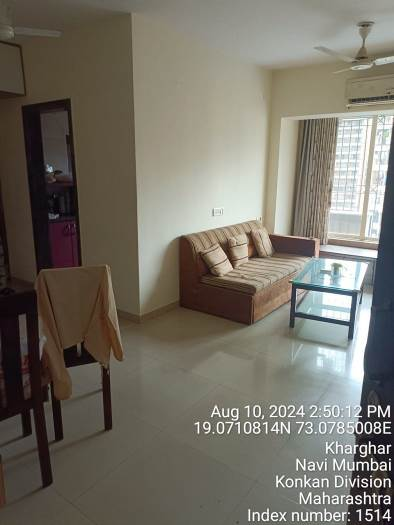 Aug 10, 2024 2:50:12 PM
19.0710814N 73.0785008E
Kharghar
Navi Mumbai
Konkan Division
Maharashtra
Index number: 1514